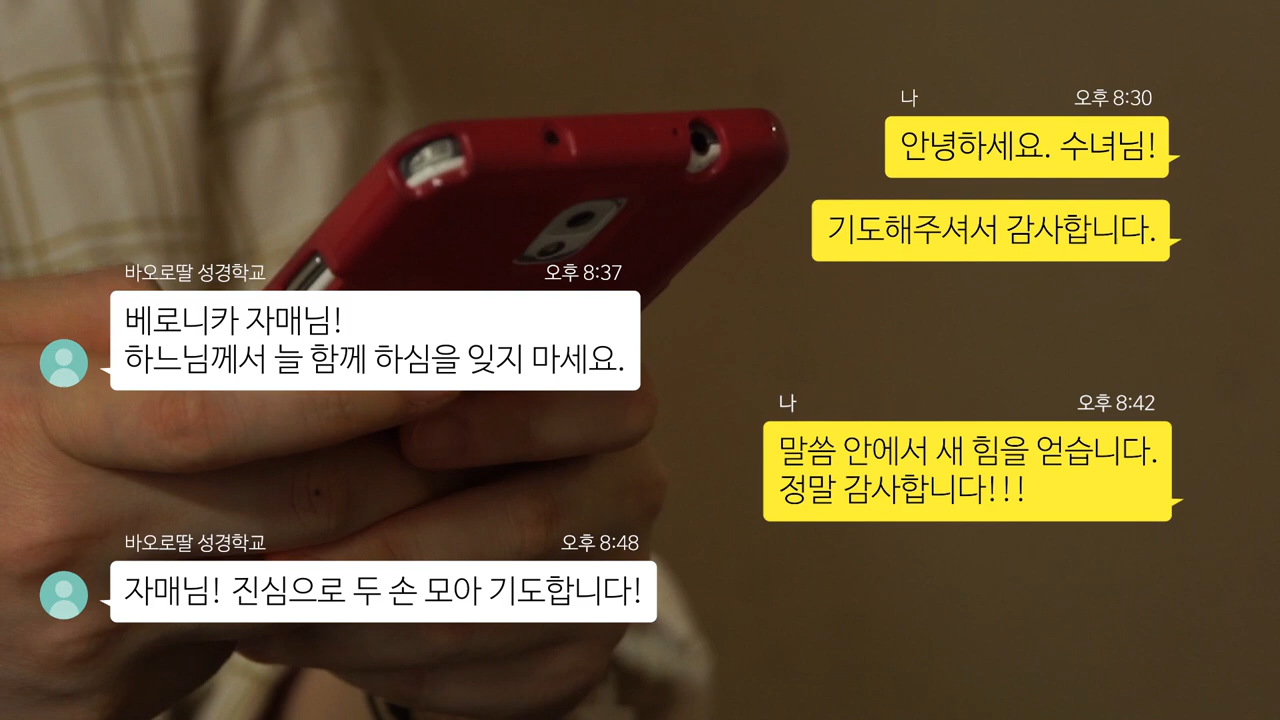 나 오후 8:30
안녕하세요. 수녀님!
기도해주셔서 감사합니다.
바오로딸 성경학교 오후 8:37
베로니카 자매님!
하느님께서 늘 함께 하심을 잊지 마세요.
나 오후 8:42
말씀 안에서 새 힘을 얻습니다.
정말 감사합니다!!!
바오로딸 성경학교 오후 8:48
자매님! 진심으로 두 손 모아 기도합니다!